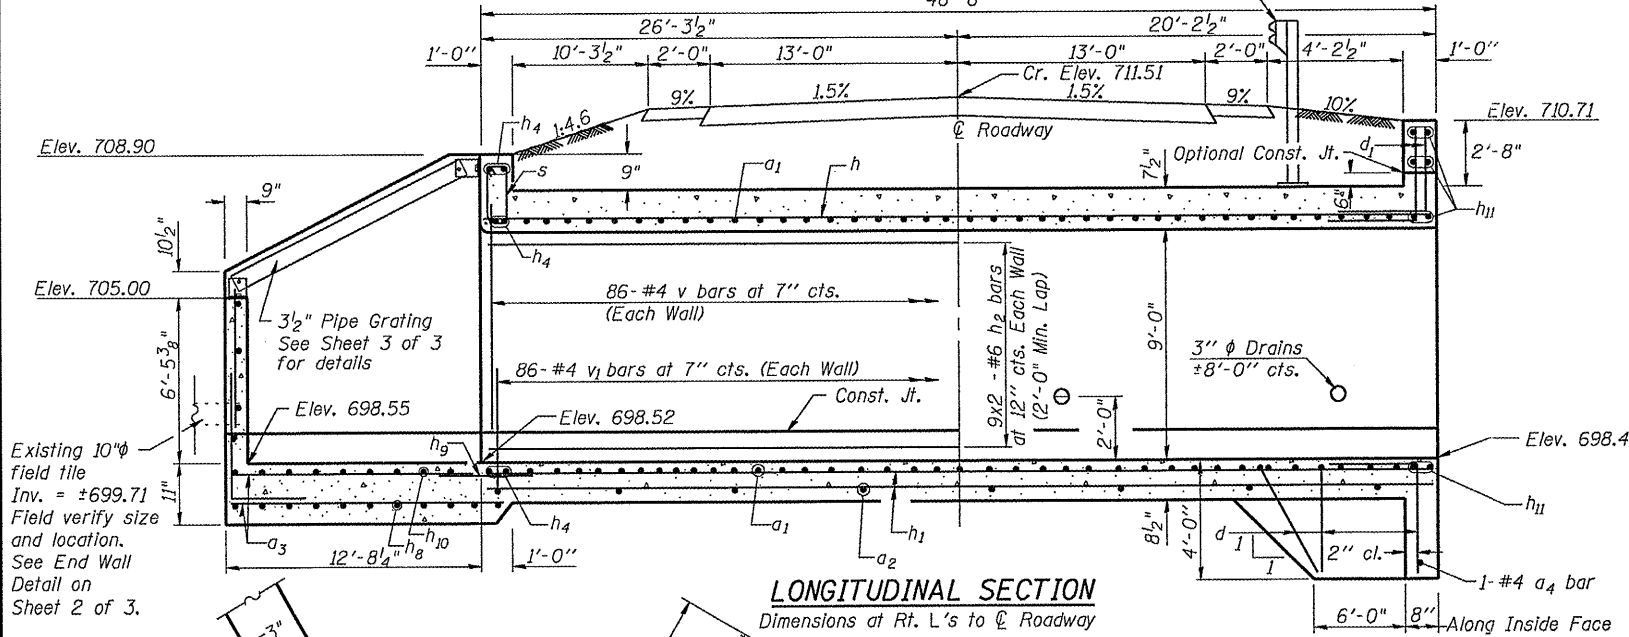 26'-3½"
20'-2½"
1'-0"
10'-3½"
2'-0"
13'-0"
13'-0"
2'-0"
4'-2½"
1'-0"
Cr. Elev. 711.51
9%
1.5%
1.5%
9%
10%
Elev. 710.71
℄ Roadway
1:4.6
h4
Elev. 708.90
s
9"
a1
h
7½"
Optional Const. Jt.
d1
2'-8"
6"
h11
9"
10½"
h4
Elev. 705.00
3½" Pipe Grating
See Sheet 3 of 3
for details
86-#4 v bars at 7" cts.
(Each Wall)
9x2 -#6 h2 bars
at 12" cts. Each Wall
(2'-0" Min. Lap)
9'-0"
3" ϕ Drains
±8'-0" cts.
6'-5⅜"
86-#4 v1 bars at 7" cts. (Each Wall)
Const. Jt.
2'-0"
Elev. 698.55
Elev. 698.52
Elev. 698.4
h9
Existing 10"ϕ
field tile
Inv. = ±699.71
Field verify size
and location.
See End Wall
Detail on
Sheet 2 of 3.
11"
a3
h8
h10
h4
a1
a2
h1
8½"
4'-0"
d
1
1
2" cl.
h11
1-#4 a4 bar
12'-8¼"
1'-0"
6'-0"
8"
Along Inside Face
LONGITUDINAL SECTION
Dimensions at Rt. L's to ℄ Roadway